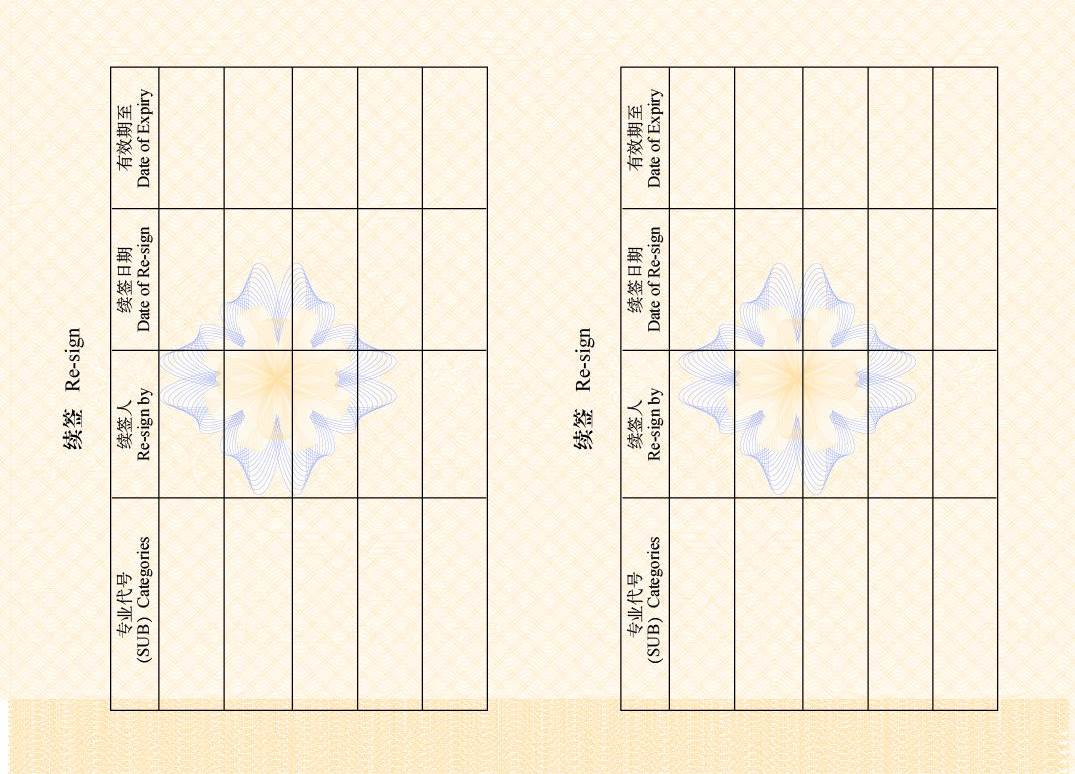 续签 Re-sign
专业代号
(SUB) Categories
续签人
Re-sign by
续签日期
Date of Re-sign
有效期至
Date of Expiry
续签 Re-sign
专业代号
(SUB) Categories
续签人
Re-sign by
续签日期
Date of Re-sign
有效期至
Date of Expiry